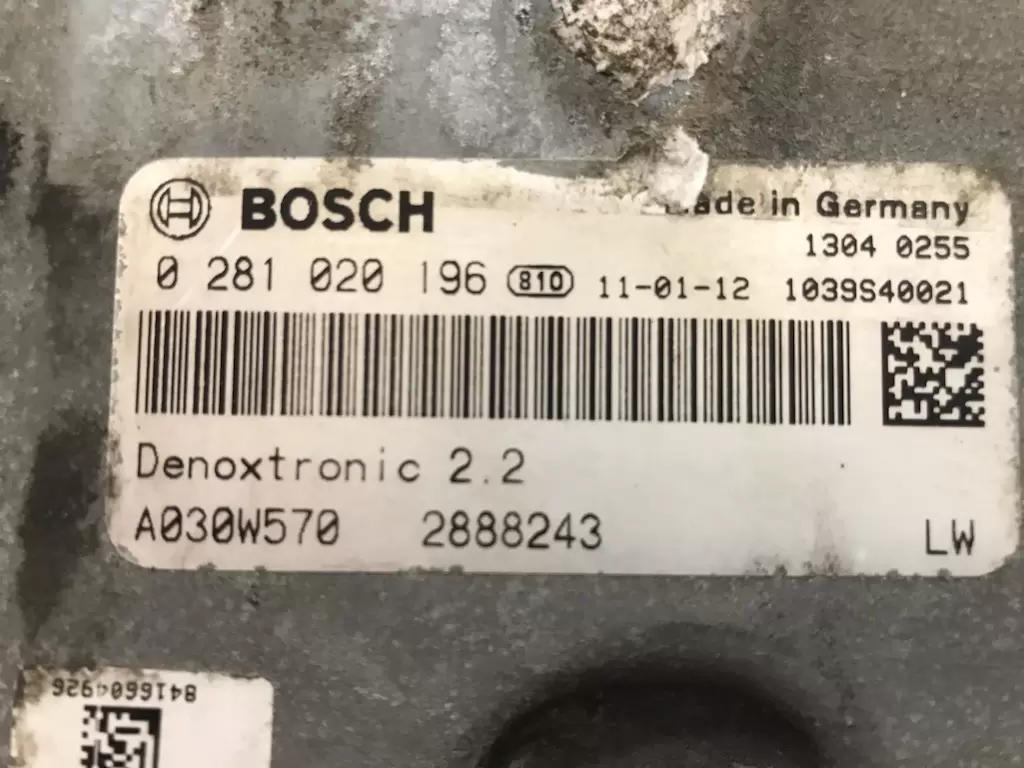 BOSCH
Made in Germany
1304 0255
0 281 020 196 810 11-01-12 1039S40021
Denoxtronic 2.2
A030W570 2888243 LW
8416604926